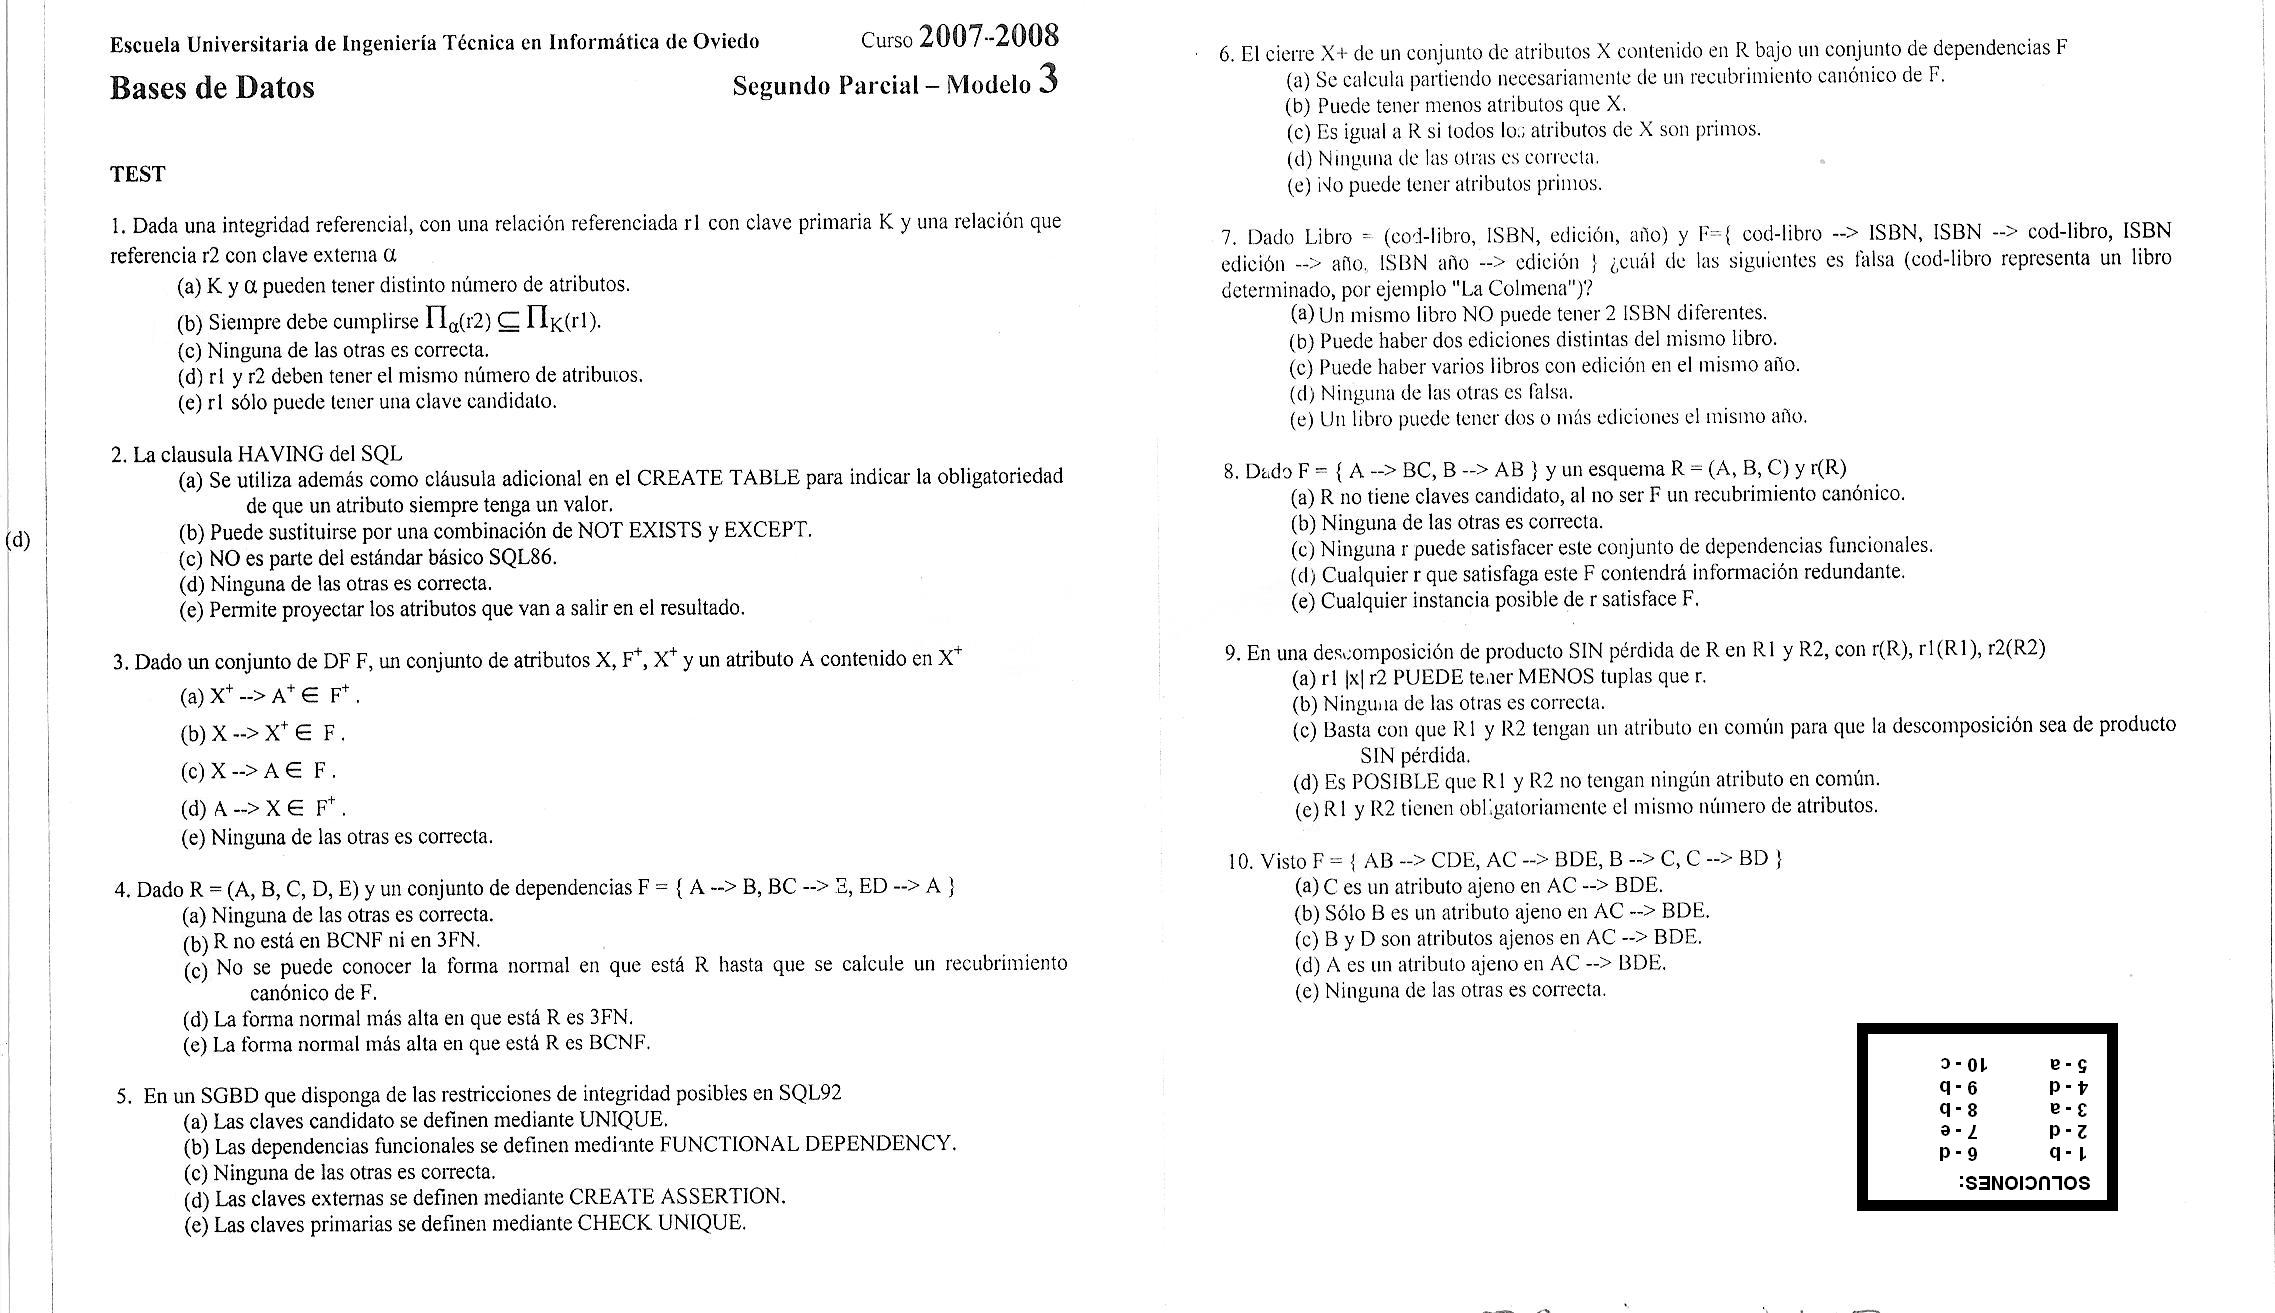 Escuela Universitaria de Ingeniería Técnica en Informática de Oviedo Curso 2007-2008
Bases de Datos Segundo Parcial – Modelo 3
TEST
1. Dada una integridad referencial, con una relación referenciada r1 con clave primaria K y una relación que
referencia r2 con clave externa α
(a) K y α pueden tener distinto número de atributos.
(b) Siempre debe cumplirse ∏α(r2) ⊆ ∏K(r1).
(c) Ninguna de las otras es correcta.
(d) r1 y r2 deben tener el mismo número de atributos.
(e) r1 sólo puede tener una clave candidato.
2. La clausula HAVING del SQL
(a) Se utiliza además como cláusula adicional en el CREATE TABLE para indicar la obligatoriedad
de que un atributo siempre tenga un valor.
(b) Puede sustituirse por una combinación de NOT EXISTS y EXCEPT.
(d)
(c) NO es parte del estándar básico SQL86.
(d) Ninguna de las otras es correcta.
(e) Permite proyectar los atributos que van a salir en el resultado.
3. Dado un conjunto de DF F, un conjunto de atributos X, F+, X+ y un atributo A contenido en X+
(a) X+ --> A+ ∈ F+ .
(b) X --> X+ ∈ F .
(c) X --> A ∈ F .
(d) A --> X ∈ F+ .
(e) Ninguna de las otras es correcta.
4. Dado R = (A, B, C, D, E) y un conjunto de dependencias F = { A --> B, BC --> E, ED --> A }
(a) Ninguna de las otras es correcta.
(b) R no está en BCNF ni en 3FN.
(c) No se puede conocer la forma normal en que está R hasta que se calcule un recubrimiento
canónico de F.
(d) La forma normal más alta en que está R es 3FN.
(e) La forma normal más alta en que está R es BCNF.
5. En un SGBD que disponga de las restricciones de integridad posibles en SQL92
(a) Las claves candidato se definen mediante UNIQUE.
(b) Las dependencias funcionales se definen mediante FUNCTIONAL DEPENDENCY.
(c) Ninguna de las otras es correcta.
(d) Las claves externas se definen mediante CREATE ASSERTION.
(e) Las claves primarias se definen mediante CHECK UNIQUE.
6. El cierre X+ de un conjunto de atributos X contenido en R bajo un conjunto de dependencias F
(a) Se calcula partiendo necesariamente de un recubrimiento canónico de F.
(b) Puede tener menos atributos que X.
(c) Es igual a R si todos los atributos de X son primos.
(d) Ninguna de las otras es correcta.
(e) No puede tener atributos primos.
7. Dado Libro = (cod-libro, ISBN, edición, año) y F={ cod-libro --> ISBN, ISBN --> cod-libro, ISBN
edición --> año, ISBN año --> edición } ¿cuál de las siguientes es falsa (cod-libro representa un libro
determinado, por ejemplo "La Colmena")?
(a) Un mismo libro NO puede tener 2 ISBN diferentes.
(b) Puede haber dos ediciones distintas del mismo libro.
(c) Puede haber varios libros con edición en el mismo año.
(d) Ninguna de las otras es falsa.
(e) Un libro puede tener dos o más ediciones el mismo año.
8. Dado F = { A --> BC, B --> AB } y un esquema R = (A, B, C) y r(R)
(a) R no tiene claves candidato, al no ser F un recubrimiento canónico.
(b) Ninguna de las otras es correcta.
(c) Ninguna r puede satisfacer este conjunto de dependencias funcionales.
(d) Cualquier r que satisfaga este F contendrá información redundante.
(e) Cualquier instancia posible de r satisface F.
9. En una descomposición de producto SIN pérdida de R en R1 y R2, con r(R), r1(R1), r2(R2)
(a) r1 |x| r2 PUEDE tener MENOS tuplas que r.
(b) Ninguna de las otras es correcta.
(c) Basta con que R1 y R2 tengan un atributo en común para que la descomposición sea de producto
SIN pérdida.
(d) Es POSIBLE que R1 y R2 no tengan ningún atributo en común.
(e) R1 y R2 tienen obligatoriamente el mismo número de atributos.
10. Visto F = { AB --> CDE, AC --> BDE, B --> C, C --> BD }
(a) C es un atributo ajeno en AC --> BDE.
(b) Sólo B es un atributo ajeno en AC --> BDE.
(c) B y D son atributos ajenos en AC --> BDE.
(d) A es un atributo ajeno en AC --> BDE.
(e) Ninguna de las otras es correcta.
SOLUCIONES:
1 - b 6 - d
2 - d 7 - e
3 - a 8 - b
4 - d 9 - b
5 - a 10 - c